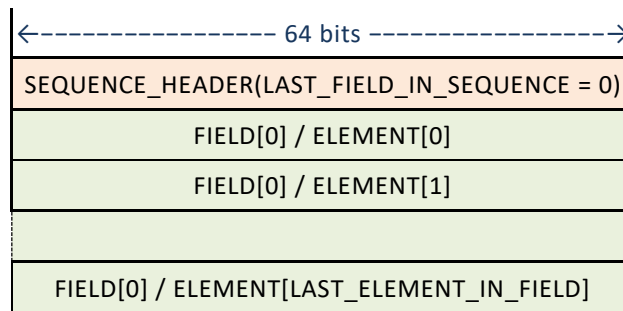 64 bits
SEQUENCE_HEADER(LAST_FIELD_IN_SEQUENCE = 0)
FIELD[0] / ELEMENT[0]
FIELD[0] / ELEMENT[1]
FIELD[0] / ELEMENT[LAST_ELEMENT_IN_FIELD]